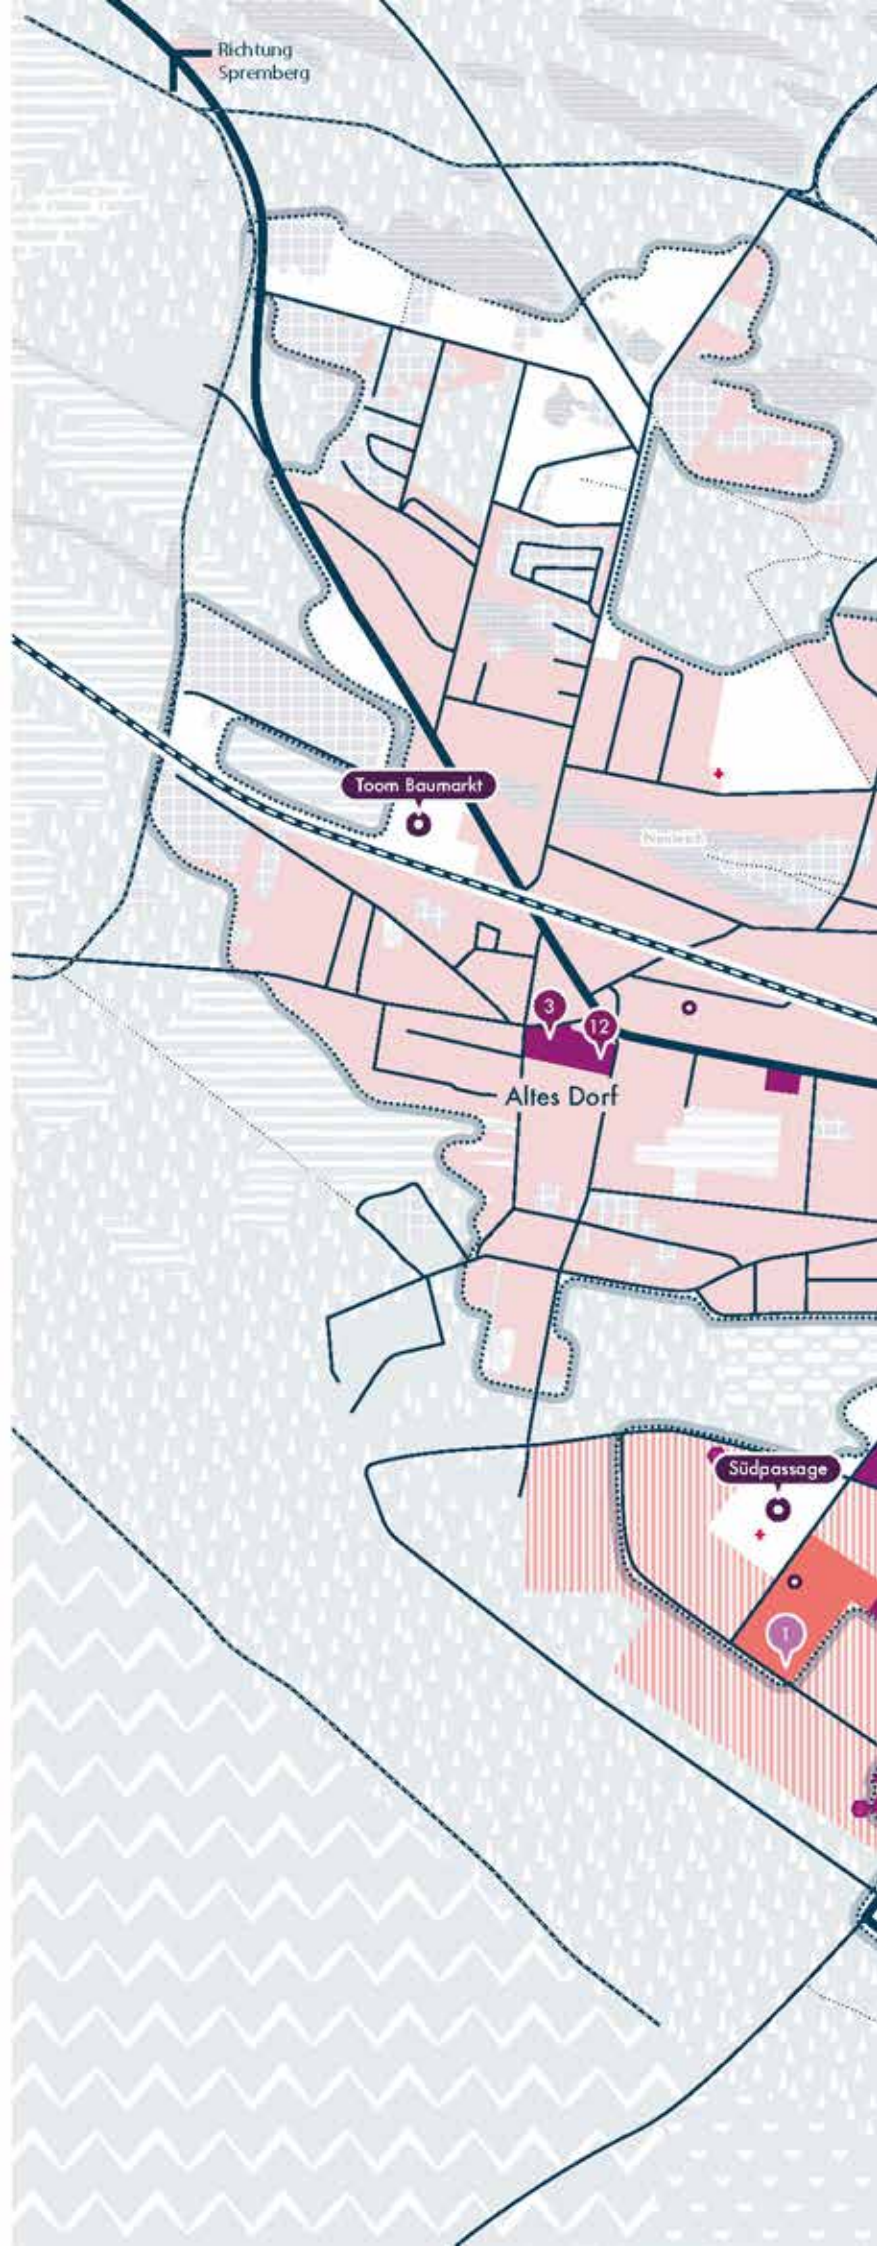 Richtung
Spremberg
Toom Baumarkt
3
12
Altes Dorf
Südpassage
1